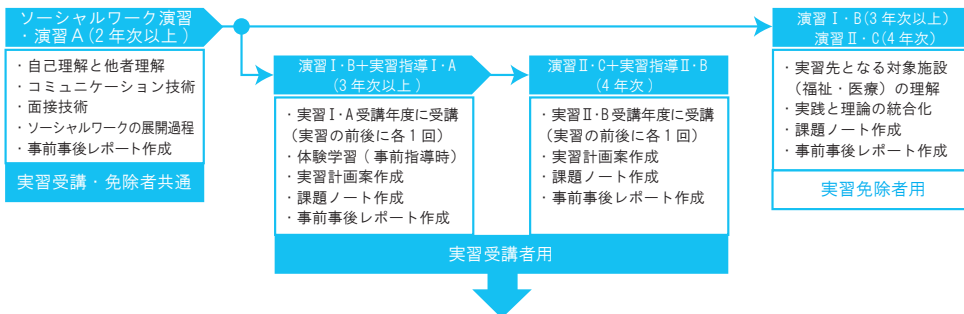 ソーシャルワーク演習
・演習A(2年次以上)
・自己理解と他者理解
・コミュニケーション技術
・面接技術
・ソーシャルワークの展開過程
・事前事後レポート作成
実習受講・免除者共通
演習Ⅰ・B+実習指導Ⅰ・A
(3年次以上)
・実習Ⅰ・A受講年度に受講
(実習の前後に各1回)
・体験学習(事前指導時)
・実習計画案作成
・課題ノート作成
・事前事後レポート作成
演習Ⅱ・C+実習指導Ⅱ・B
(4年次)
・実習Ⅱ・B受講年度に受講
(実習の前後に各1回)
・実習計画案作成
・課題ノート作成
・事前事後レポート作成
実習受講者用
演習Ⅰ・B(3年次以上)
演習Ⅱ・C(4年次)
・実習先となる対象施設
(福祉・医療)の理解
・実践と理論の統合化
・課題ノート作成
・事前事後レポート作成
実習免除者用